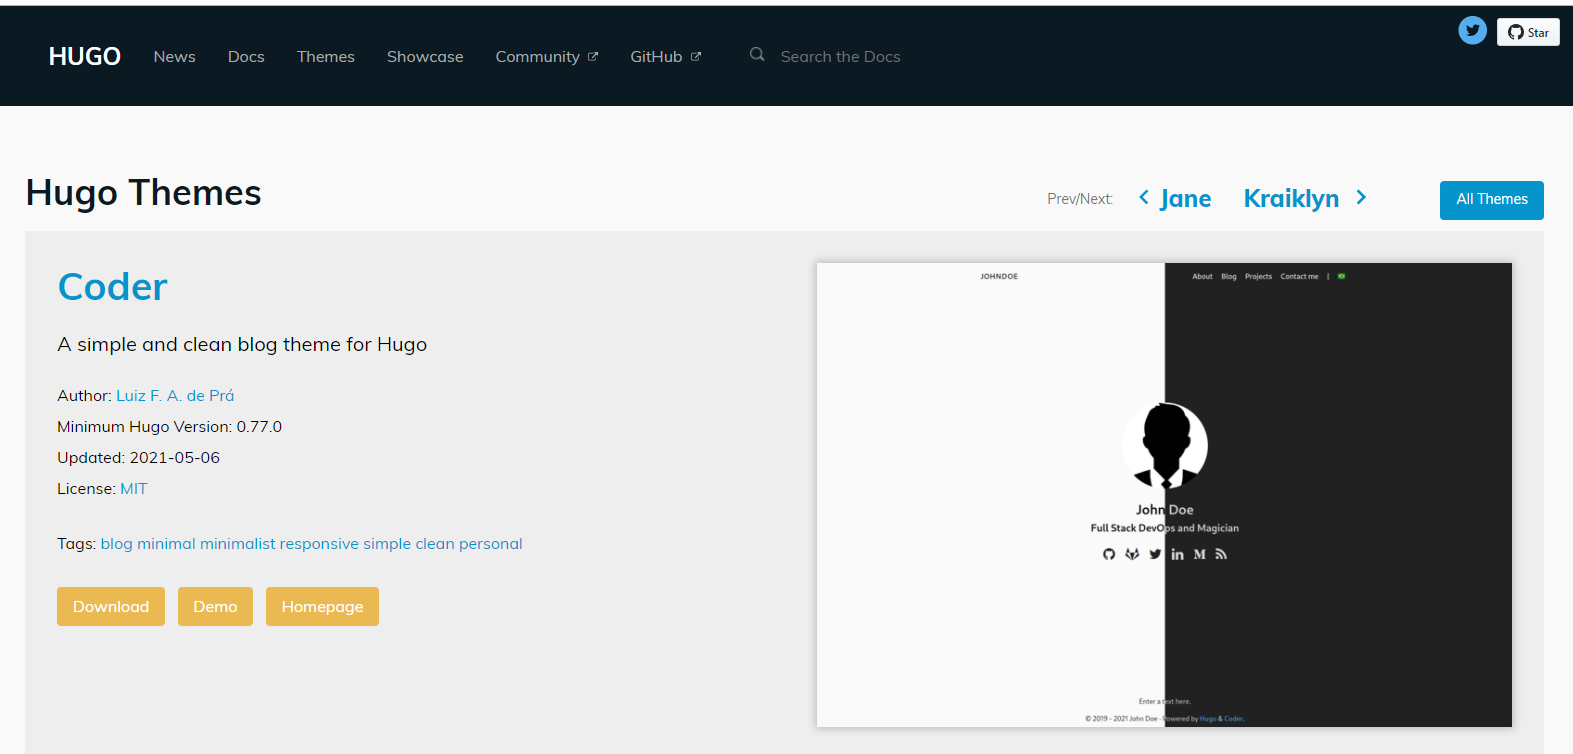 HUGO News Docs Themes Showcase Community GitHub Search the Docs Star
Hugo Themes
Prev/Next: Jane Kraiklyn All Themes
Coder
A simple and clean blog theme for Hugo
Author: Luiz F. A. de Prá
Minimum Hugo Version: 0.77.0
Updated: 2021-05-06
License: MIT
Tags: blog minimal minimalist responsive simple clean personal
Download Demo Homepage
JOHNDOE About Blog Projects Contact me |
John Doe
Full Stack DevOps and Magician
Enter a text here.
© 2019 - 2021 John Doe · Powered by Hugo & Coder.